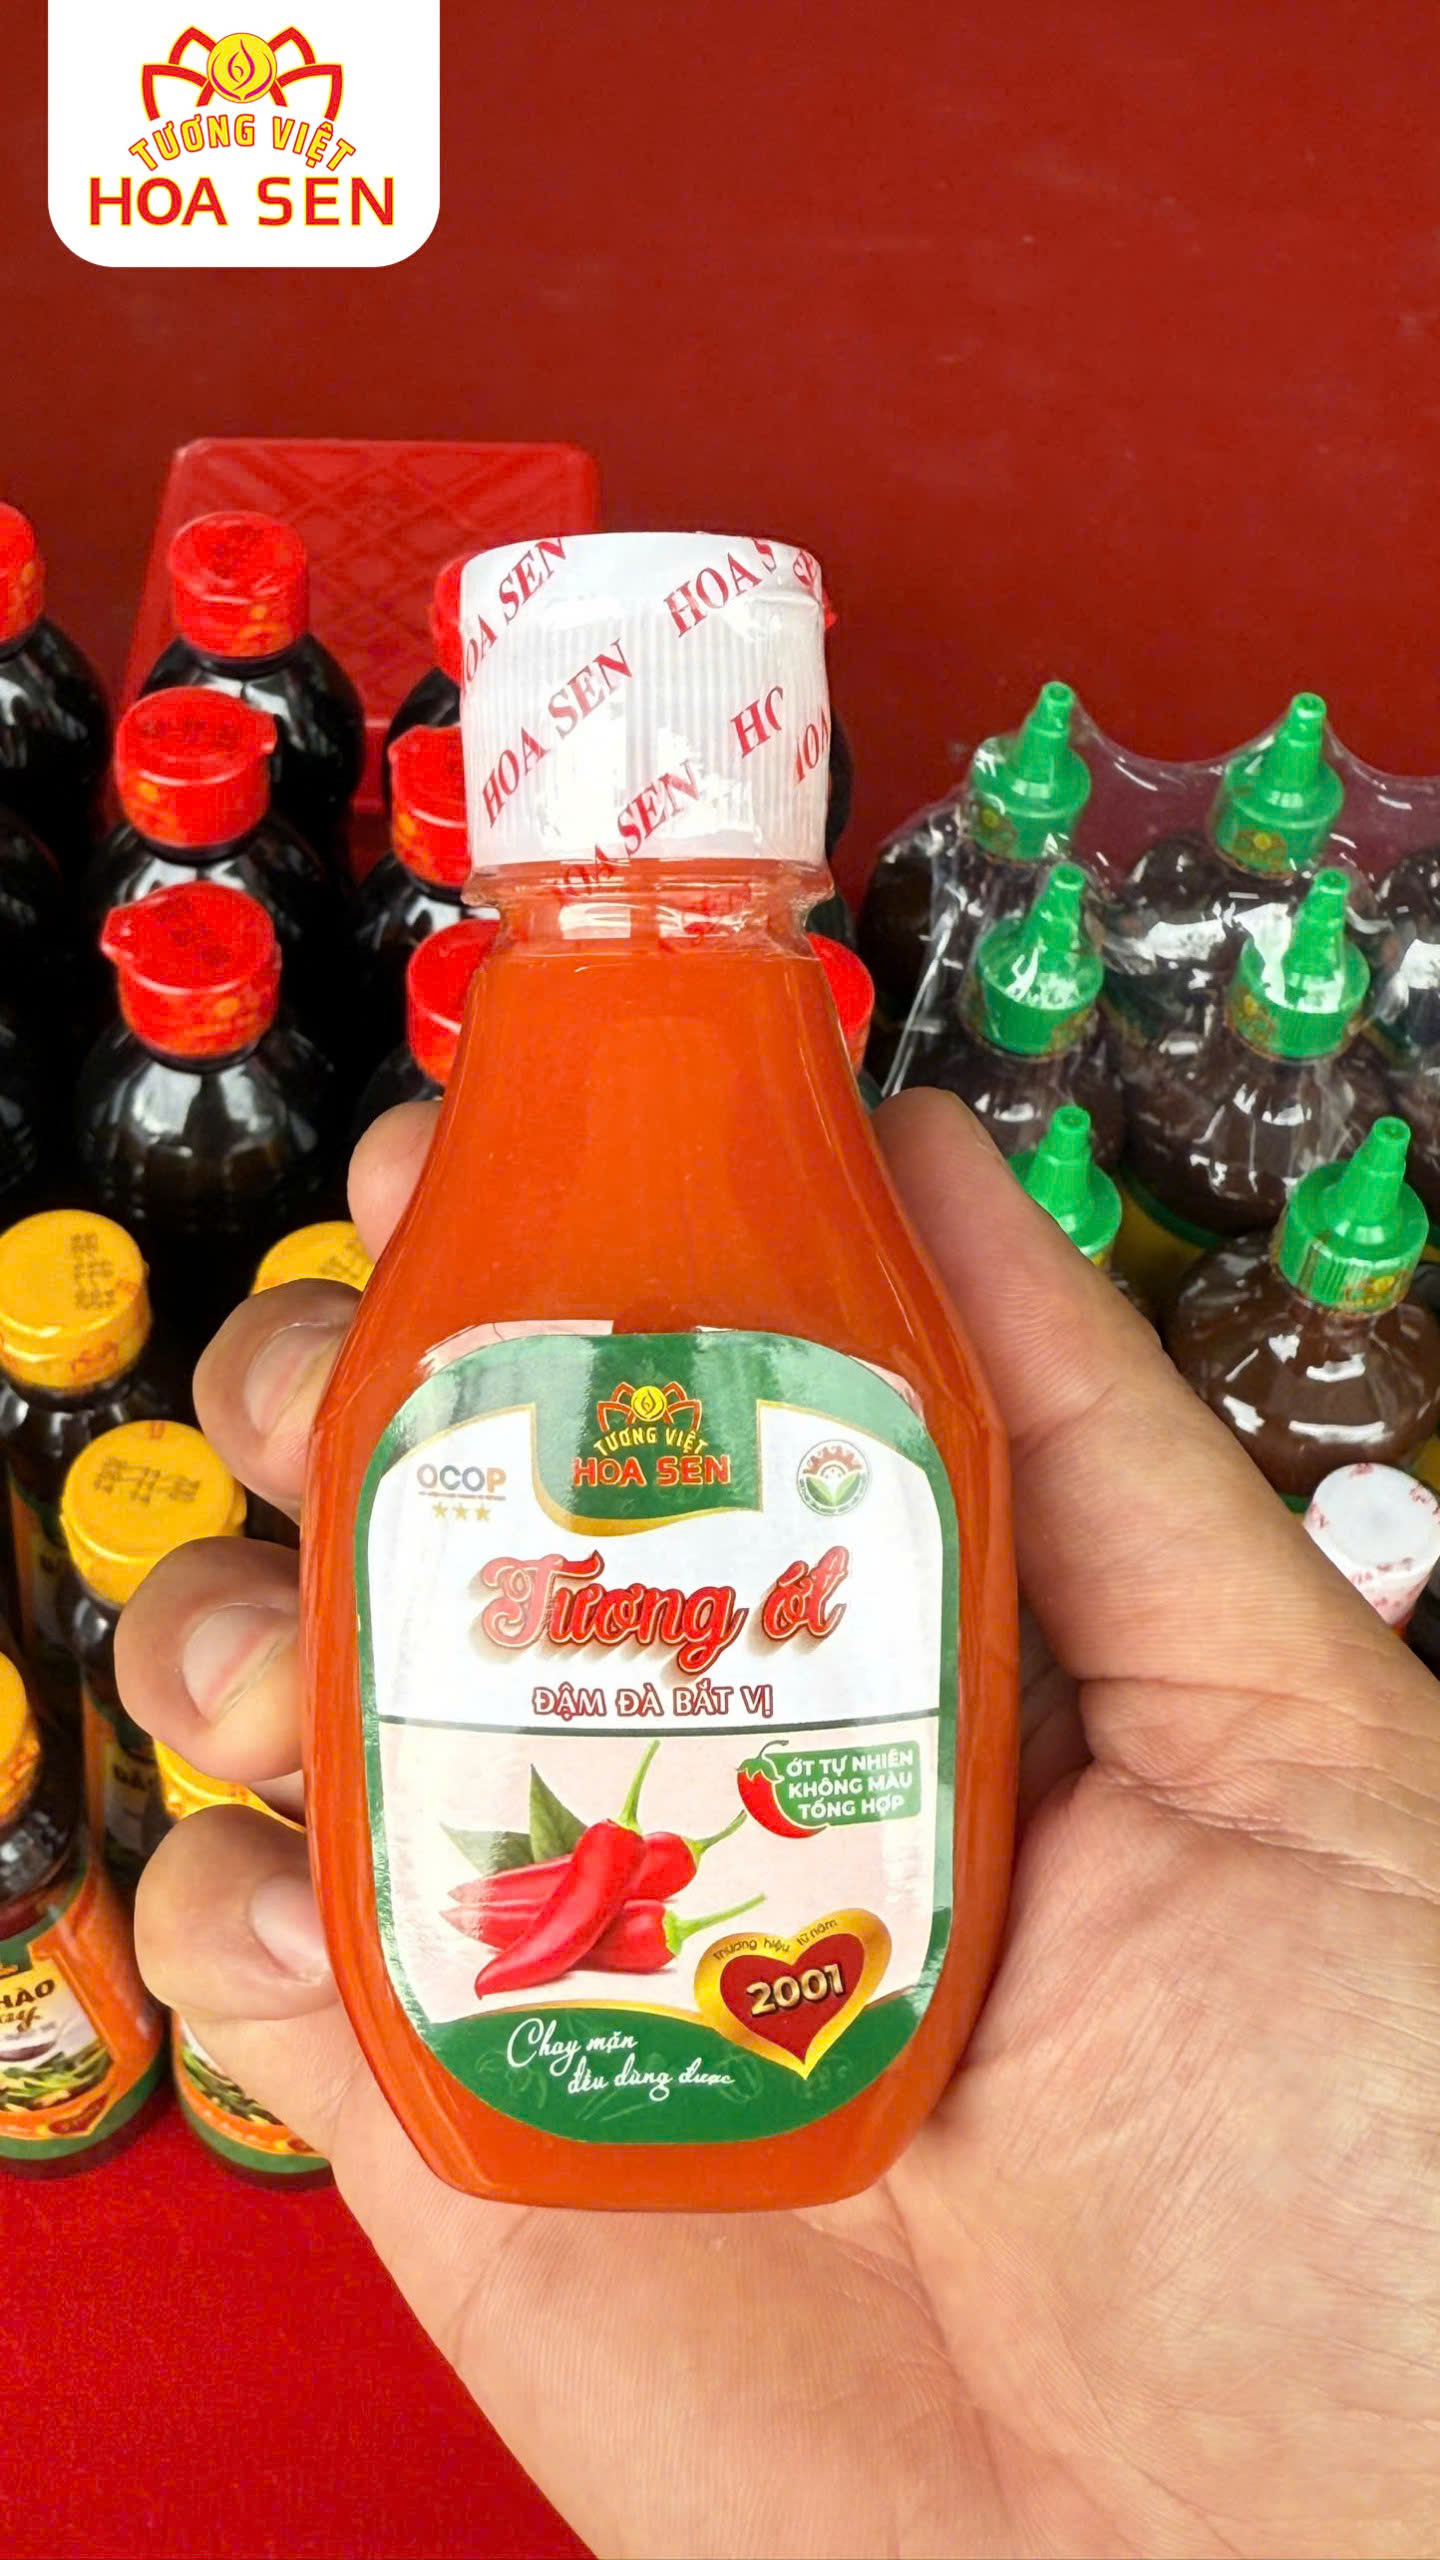 TƯƠNG VIỆT
HOA SEN
HOA SEN
HOA SEN
TƯƠNG VIỆT
HOA SEN
OCOP
Tương ớt
ĐẬM ĐÀ BẮT VỊ
ỚT TỰ NHIÊN
KHÔNG MÀU
TỔNG HỢP
Thương hiệu từ năm
2001
Chay mặn
đều dùng được